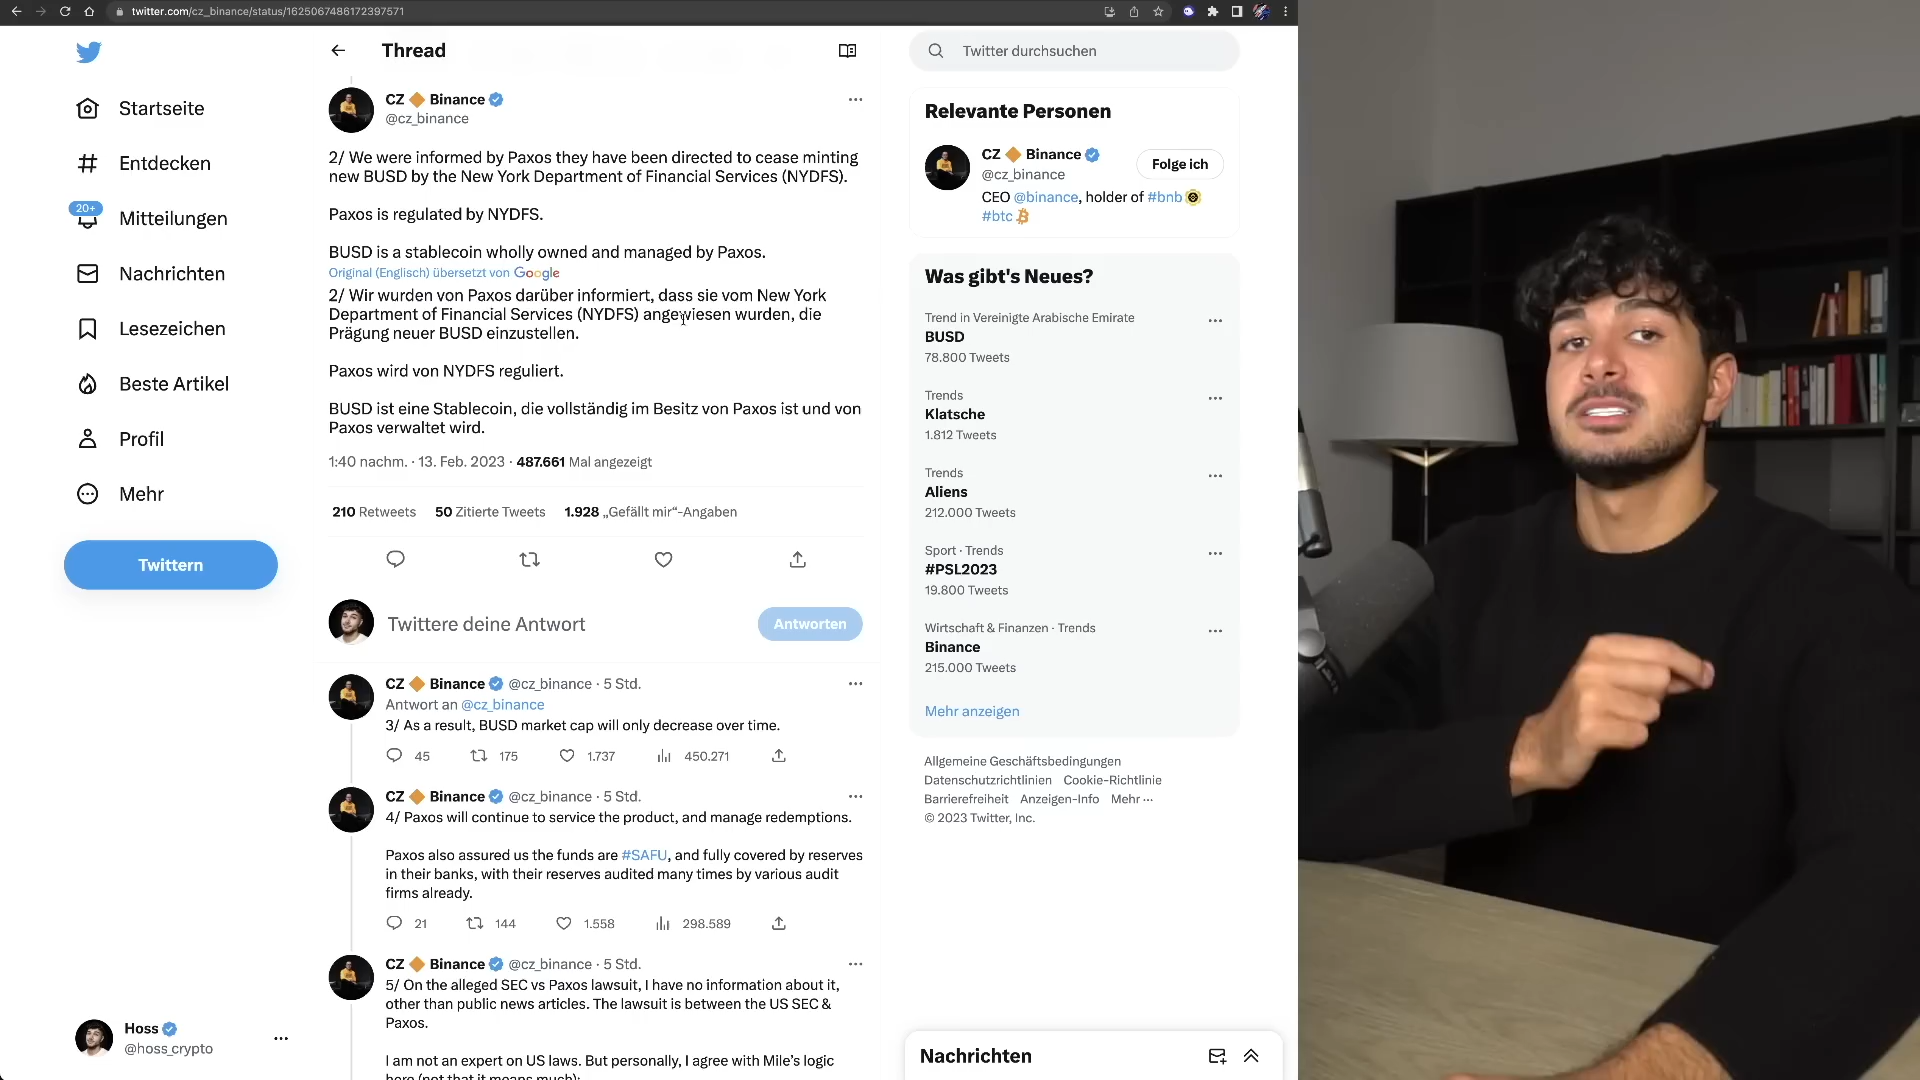 twitter.com/cz_binance/status/1625067486172397571
Startseite
Entdecken
20+
Mitteilungen
Nachrichten
Lesezeichen
Beste Artikel
Profil
Mehr
Twittern
Hoss
@hoss_crypto
Thread
CZ 🔶 Binance
@cz_binance
2/ We were informed by Paxos they have been directed to cease minting
new BUSD by the New York Department of Financial Services (NYDFS).
Paxos is regulated by NYDFS.
BUSD is a stablecoin wholly owned and managed by Paxos.
Original (Englisch) übersetzt von Google
2/ Wir wurden von Paxos darüber informiert, dass sie vom New York
Department of Financial Services (NYDFS) angewiesen wurden, die
Prägung neuer BUSD einzustellen.
Paxos wird von NYDFS reguliert.
BUSD ist eine Stablecoin, die vollständig im Besitz von Paxos ist und von
Paxos verwaltet wird.
1:40 nachm. · 13. Feb. 2023 · 487.661 Mal angezeigt
210 Retweets 50 Zitierte Tweets 1.928 „Gefällt mir“-Angaben
Twittere deine Antwort
Antworten
CZ 🔶 Binance @cz_binance · 5 Std.
Antwort an @cz_binance
3/ As a result, BUSD market cap will only decrease over time.
45 175 1.737 450.271
CZ 🔶 Binance @cz_binance · 5 Std.
4/ Paxos will continue to service the product, and manage redemptions.
Paxos also assured us the funds are #SAFU, and fully covered by reserves
in their banks, with their reserves audited many times by various audit
firms already.
21 144 1.558 298.589
CZ 🔶 Binance @cz_binance · 5 Std.
5/ On the alleged SEC vs Paxos lawsuit, I have no information about it,
other than public news articles. The lawsuit is between the US SEC &
Paxos.
I am not an expert on US laws. But personally, I agree with Mile's logic
here (not that it means much):
Twitter durchsuchen
Relevante Personen
CZ 🔶 Binance
@cz_binance
Folge ich
CEO @binance, holder of #bnb
#btc
Was gibt's Neues?
Trend in Vereinigte Arabische Emirate
BUSD
78.800 Tweets
Trends
Klatsche
1.812 Tweets
Trends
Aliens
212.000 Tweets
Sport · Trends
#PSL2023
19.800 Tweets
Wirtschaft & Finanzen · Trends
Binance
215.000 Tweets
Mehr anzeigen
Allgemeine Geschäftsbedingungen
Datenschutzrichtlinien Cookie-Richtlinie
Barrierefreiheit Anzeigen-Info Mehr ···
© 2023 Twitter, Inc.
Nachrichten